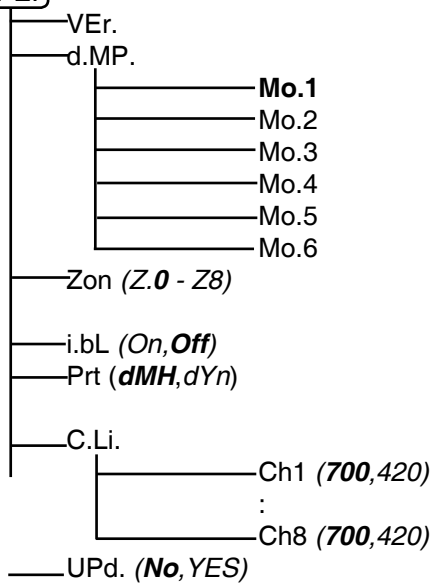 VEr.
d.MP.
Mo.1
Mo.2
Mo.3
Mo.4
Mo.5
Mo.6
Zon (Z.0 - Z8)
i.bL (On,Off)
Prt (dMH,dYn)
C.Li.
Ch1 (700,420)
:
Ch8 (700,420)
UPd. (No,YES)